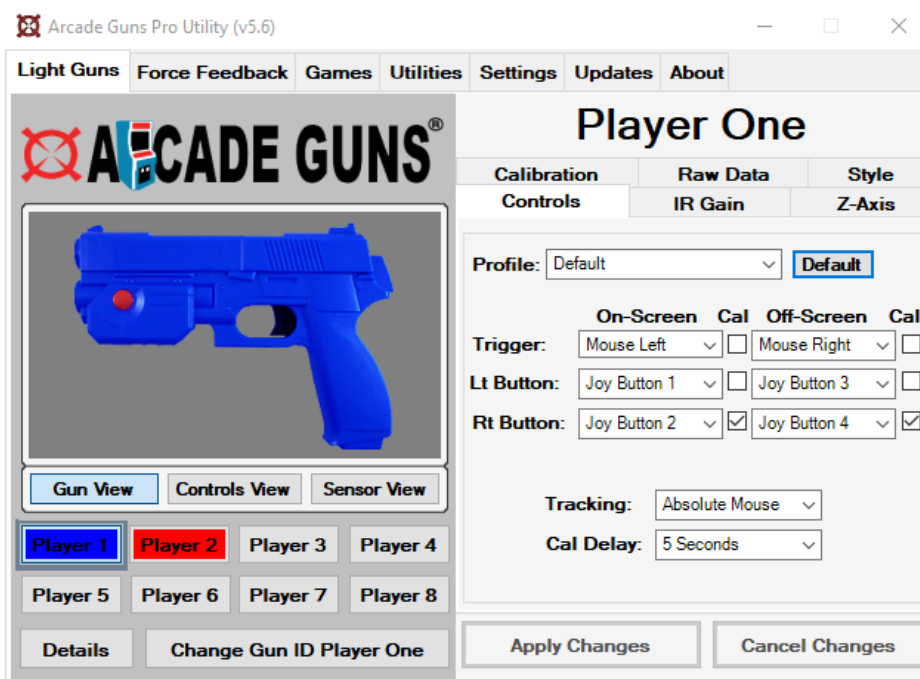 Arcade Guns Pro Utility (v5.6)
Light Guns Force Feedback Games Utilities Settings Updates About
ARCADE GUNS®
Player One
Calibration Raw Data Style
Controls IR Gain Z-Axis
Profile: Default Default
On-Screen Cal Off-Screen Cal
Trigger: Mouse Left Mouse Right
Lt Button: Joy Button 1 Joy Button 3
Rt Button: Joy Button 2 Joy Button 4
Gun View Controls View Sensor View
Tracking: Absolute Mouse
Cal Delay: 5 Seconds
Player 1 Player 2 Player 3 Player 4
Player 5 Player 6 Player 7 Player 8
Details Change Gun ID Player One
Apply Changes Cancel Changes